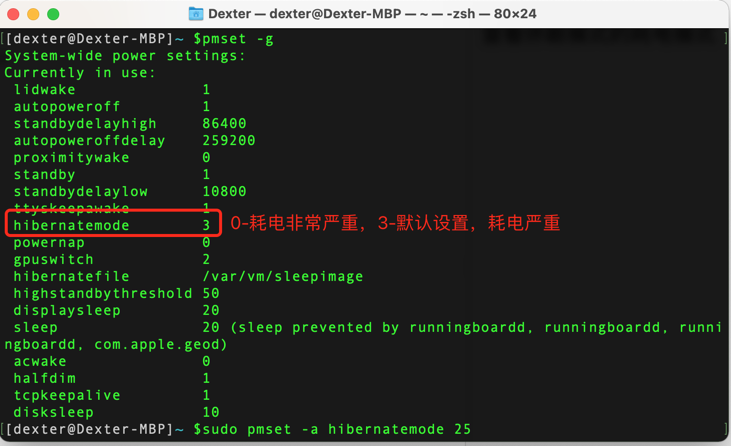 Dexter — dexter@Dexter-MBP — ~ — -zsh — 80×24
[[dexter@Dexter-MBP]~ $pmset -g ]
System-wide power settings:
Currently in use:
lidwake 1
autopoweroff 1
standbydelayhigh 86400
autopoweroffdelay 259200
proximitywake 0
standby 1
standbydelaylow 10800
ttyskeepawake 1
hibernatemode 3 0-耗电非常严重，3-默认设置，耗电严重
powernap 0
gpuswitch 2
hibernatefile /var/vm/sleepimage
highstandbythreshold 50
displaysleep 20
sleep 20 (sleep prevented by runningboardd, runningboardd, runni
ngboardd, com.apple.geod)
acwake 0
halfdim 1
tcpkeepalive 1
disksleep 10
[[dexter@Dexter-MBP]~ $sudo pmset -a hibernatemode 25 ]